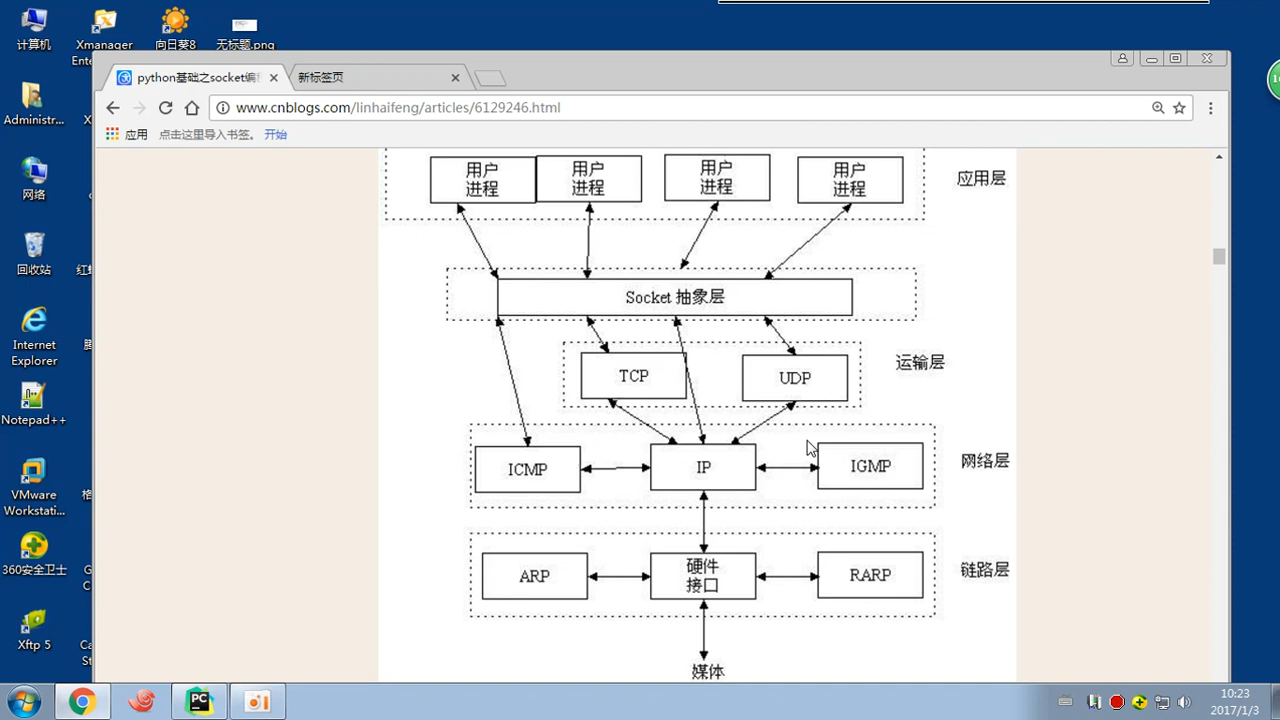 计算机
Xmanager
Ente
向日葵8
无标题.png
python基础之socket编
新标签页
www.cnblogs.com/linhaifeng/articles/6129246.html
应用 点击这里导入书签。 开始
Administr...
网络
回收站
Internet
Explorer
Notepad++
VMware
Workstati...
360安全卫士
Xftp 5
用户
进程
用户
进程
用户
进程
用户
进程
应用层
Socket 抽象层
TCP
UDP
运输层
ICMP
IP
IGMP
网络层
ARP
硬件
接口
RARP
链路层
媒体
10:23
2017/1/3